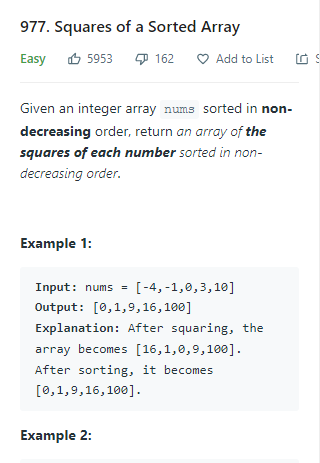 977. Squares of a Sorted Array
Easy 5953 162 Add to List
Given an integer array nums sorted in non-
decreasing order, return an array of the
squares of each number sorted in non-
decreasing order.
Example 1:
Input: nums = [-4,-1,0,3,10]
Output: [0,1,9,16,100]
Explanation: After squaring, the
array becomes [16,1,0,9,100].
After sorting, it becomes
[0,1,9,16,100].
Example 2: